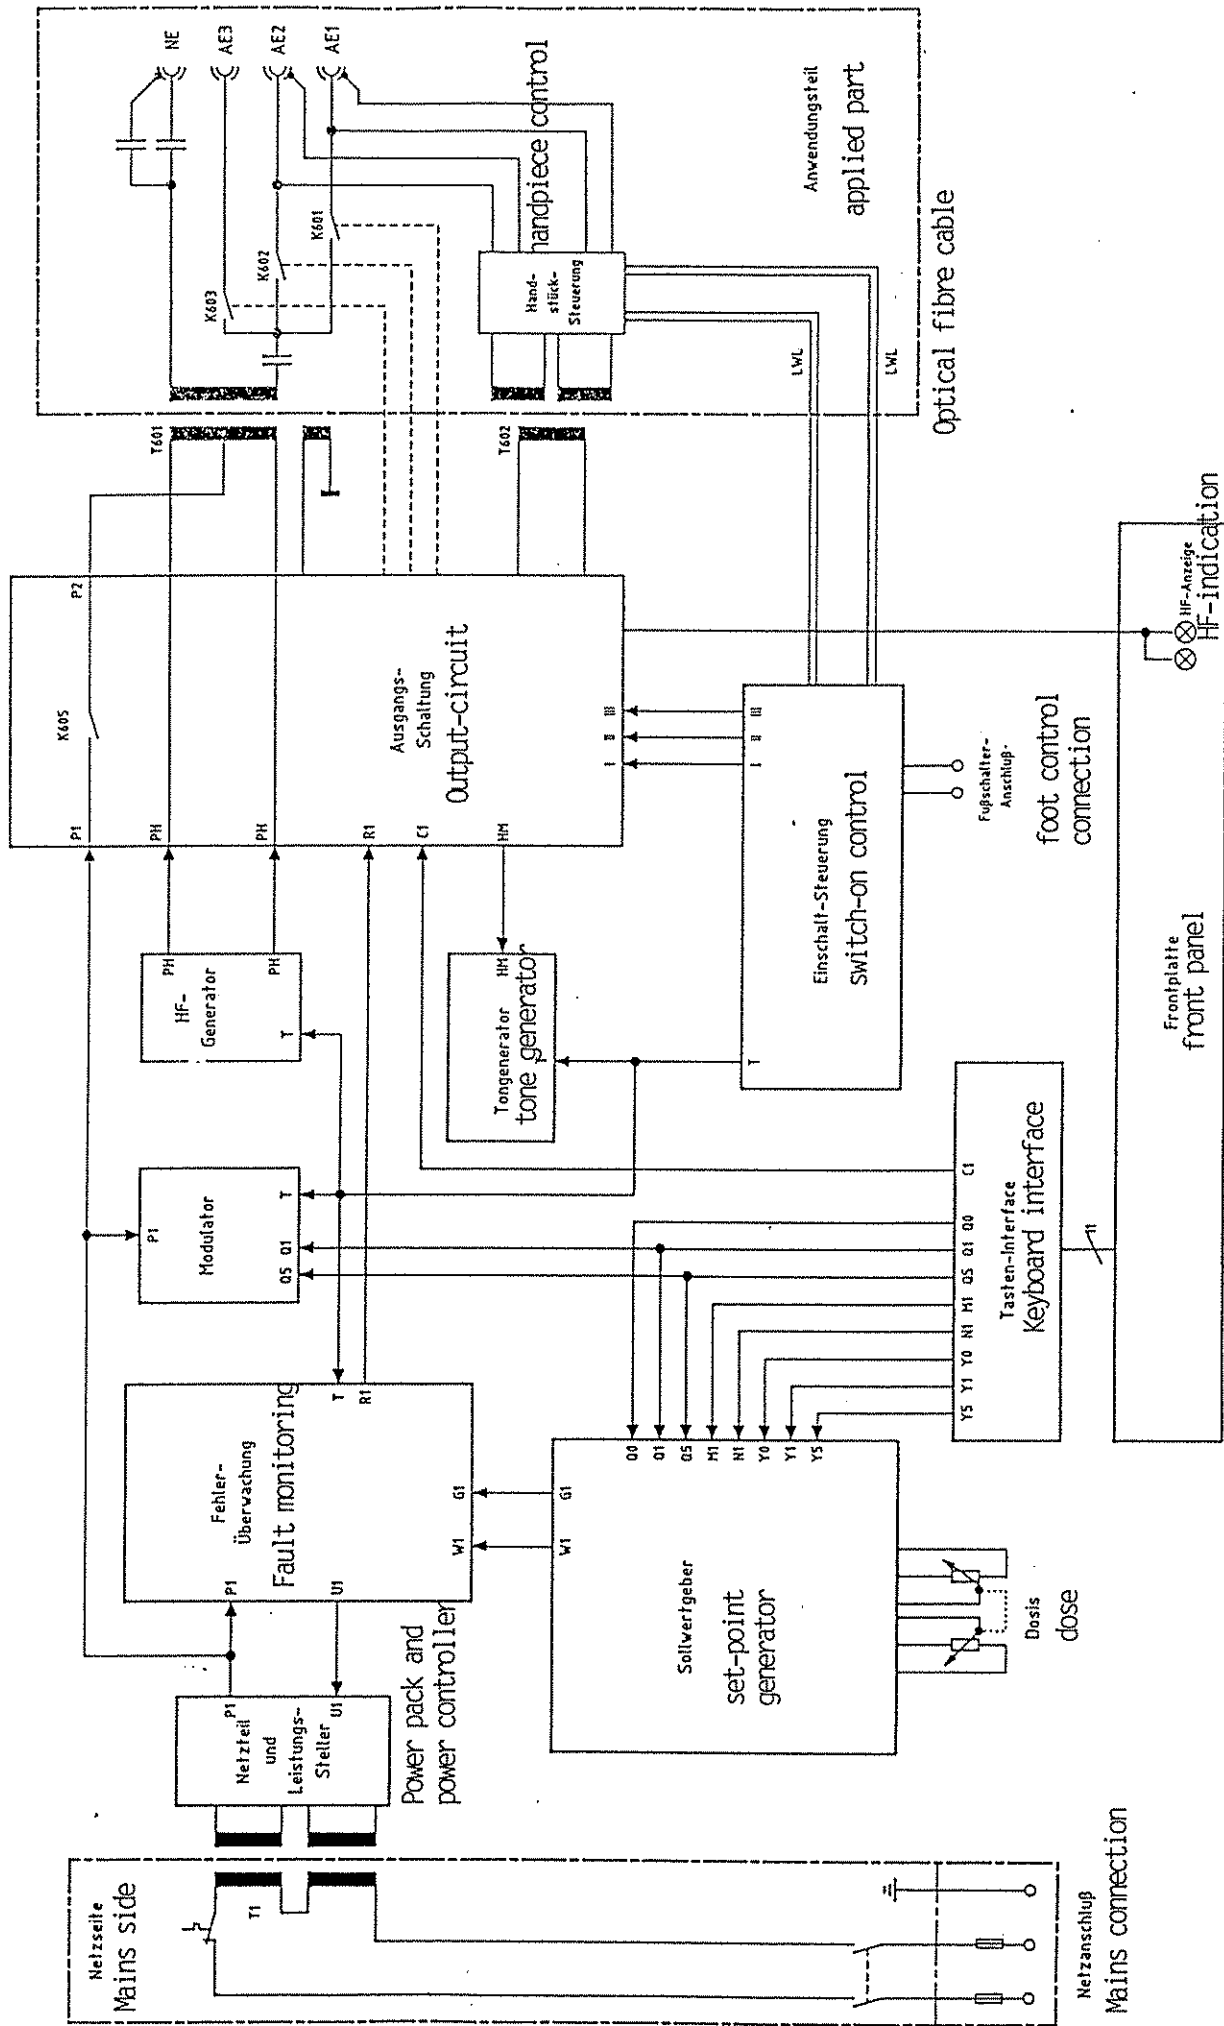 Netzseite
Mains side
T1
Netzanschluß
Mains connection
Netzteil
und
Leistungs-
Steller
P1
U1
Power pack and
power controller
P1
U1
Fehler-
Überwachung
Fault monitoring
T
R1
W1
G1
W1
G1
Sollwertgeber
set-point
generator
Q0
Q1
Q5
M1
N1
Y0
Y1
Y5
Dosis
dose
P1
Modulator
Q5
Q1
T
HF-
Generator
PH
PH
T
Tongenerator
tone generator
HM
T
Y5
Y1
Y0
N1
M1
Q5
Q1
Q0
C1
Tasten-Interface
Keyboard interface
11
Frontplatte
front panel
HF-Anzeige
HF-indication
Einschalt-Steuerung
switch-on control
T
I
II
III
Fußschalter-
Anschluß-
foot control
connection
P1
K605
P2
PH
PH
R1
C1
HM
Ausgangs-
Schaltung
Output-circuit
I
II
III
T601
T602
K603
K602
K601
NE
AE3
AE2
AE1
Hand-
stück-
Steuerung
handpiece control
LWL
LWL
Anwendungsteil
applied part
Optical fibre cable